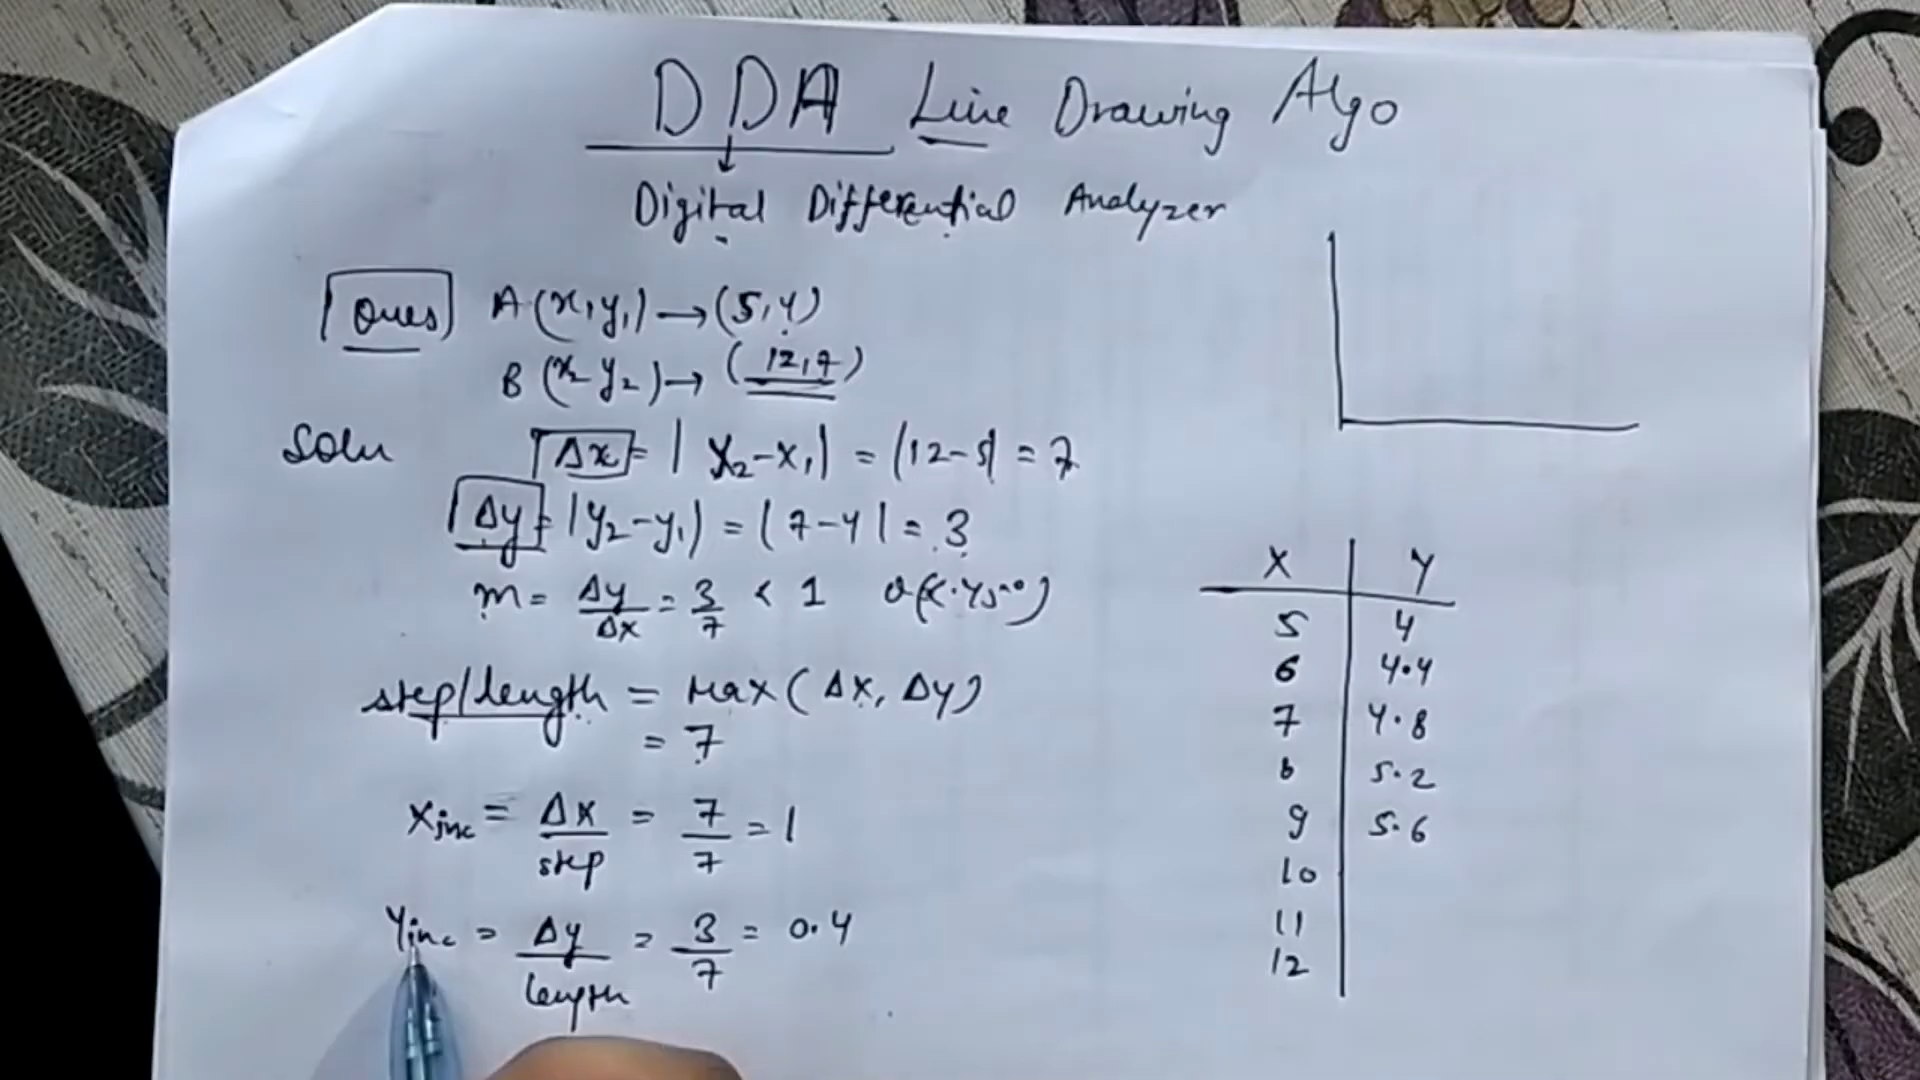 DDA Line Drawing Algo
Digital Differential Analyzer
Ques A(x,y₁)→(5,4)
B(x₂ y₂)→(12,7)
Solu Δx = |x₂-x₁| = |12-5| = 7
Δy = |y₂-y₁| = |7-4| = 3
m = Δy/Δx = 3/7 < 1
step/length = Max(Δx, Δy)
= 7
Xinc = Δx/step = 7/7 = 1
Yinc = Δy/length = 3/7 = 0.4
X Y
5 4
6 4.4
7 4.8
8 5.2
9 5.6
10
11
12